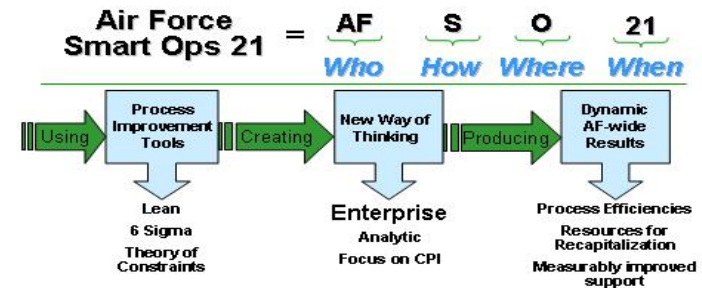 Air Force
Smart Ops 21 = AF S O 21
Who How Where When
Using
Process
Improvement
Tools
Creating
New Way of
Thinking
Producing
Dynamic
AF-wide
Results
Lean
6 Sigma
Theory of
Constraints
Enterprise
Analytic
Focus on CPI
Process Efficiencies
Resources for
Recapitalization
Measurably improved
support